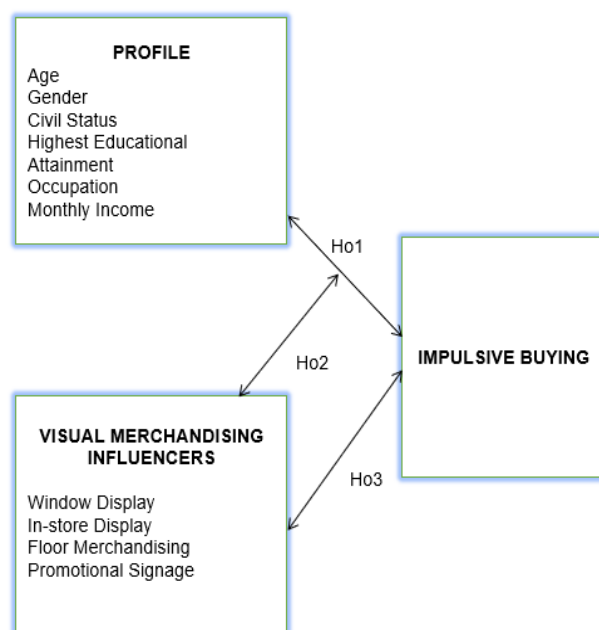 PROFILE
Age
Gender
Civil Status
Highest Educational
Attainment
Occupation
Monthly Income
Ho1
IMPULSIVE BUYING
Ho2
VISUAL MERCHANDISING
INFLUENCERS
Window Display
In-store Display
Floor Merchandising
Promotional Signage
Ho3